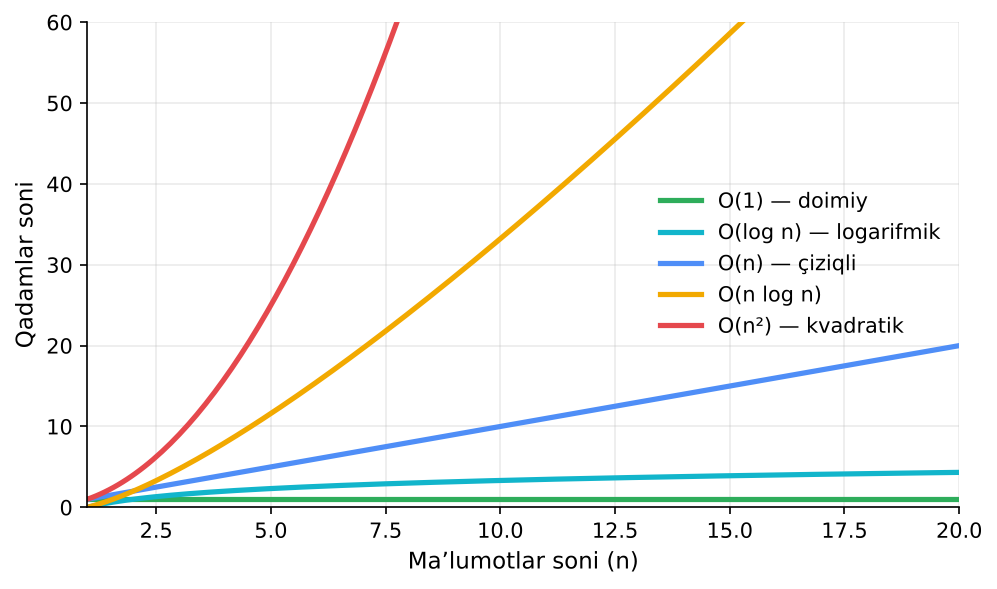 60
50
40
30
20
10
0
Qadamlar soni
O(1) — doimiy
O(log n) — logarifmik
O(n) — çiziqli
O(n log n)
O(n²) — kvadratik
2.5 5.0 7.5 10.0 12.5 15.0 17.5 20.0
Ma’lumotlar soni (n)